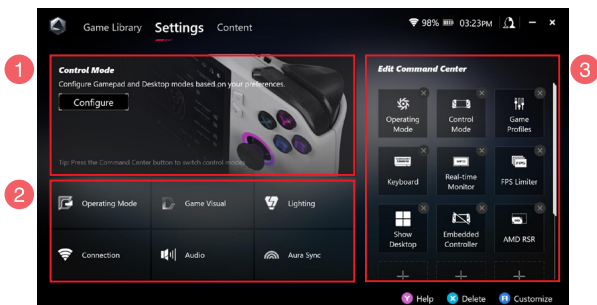 Game Library Settings Content
98% 03:23PM
1
Control Mode
Configure Gamepad and Desktop modes based on your preferences.
Configure
Tip: Press the Command Center button to switch control modes.
2
Operating Mode
Game Visual
Lighting
Connection
Audio
Aura Sync
3
Edit Command Center
Operating
Mode
Control
Mode
Game
Profiles
Keyboard
Real-time
Monitor
FPS Limiter
Show
Desktop
Embedded
Controller
AMD RSR
Y Help
X Delete
Customize